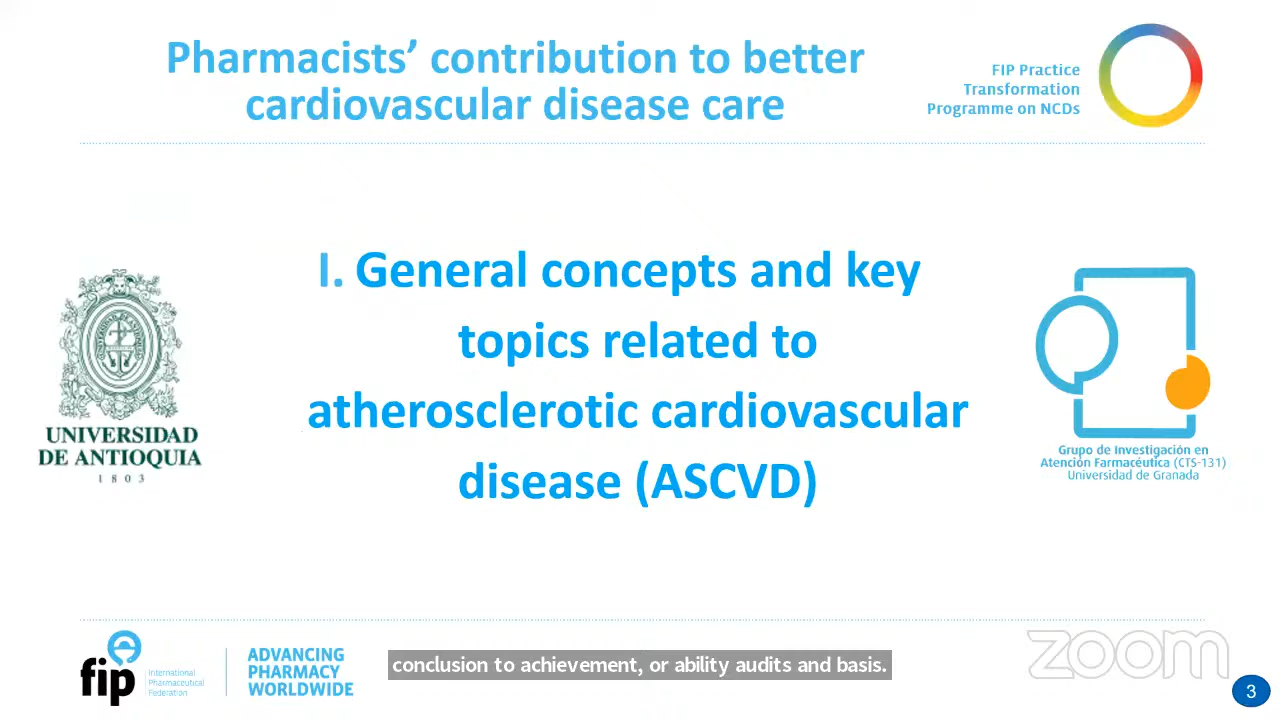 Pharmacists’ contribution to better
cardiovascular disease care
FIP Practice
Transformation
Programme on NCDs
I. General concepts and key
topics related to
atherosclerotic cardiovascular
disease (ASCVD)
UNIVERSIDAD
DE ANTIOQUIA
1803
Grupo de Investigación en
Atención Farmacéutica (CTS-131)
Universidad de Granada
fip
International
Pharmaceutical
Federation
ADVANCING
PHARMACY
WORLDWIDE
conclusion to achievement, or ability audits and basis.
zoom
3